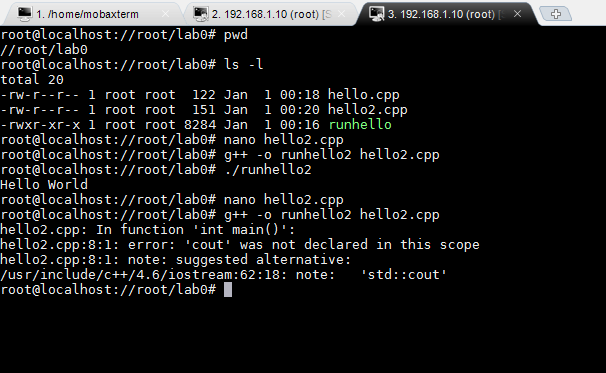 1. /home/mobaxterm
2. 192.168.1.10 (root) [S
3. 192.168.1.10 (root) [
root@localhost://root/lab0# pwd
//root/lab0
root@localhost://root/lab0# ls -l
total 20
-rw-r--r-- 1 root root  122 Jan  1 00:18 hello.cpp
-rw-r--r-- 1 root root  151 Jan  1 00:20 hello2.cpp
-rwxr-xr-x 1 root root 8284 Jan  1 00:16 runhello
root@localhost://root/lab0# nano hello2.cpp
root@localhost://root/lab0# g++ -o runhello2 hello2.cpp
root@localhost://root/lab0# ./runhello2
Hello World
root@localhost://root/lab0# nano hello2.cpp
root@localhost://root/lab0# g++ -o runhello2 hello2.cpp
hello2.cpp: In function 'int main()':
hello2.cpp:8:1: error: 'cout' was not declared in this scope
hello2.cpp:8:1: note: suggested alternative:
/usr/include/c++/4.6/iostream:62:18: note:   'std::cout'
root@localhost://root/lab0#